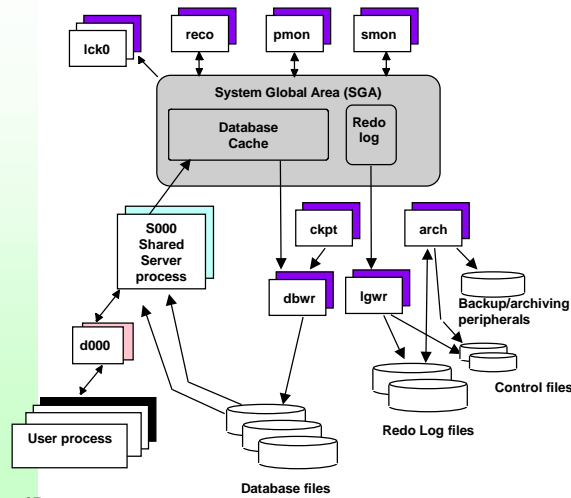 lck0
reco
pmon
smon
System Global Area (SGA)
Database
Cache
Redo
log
S000
Shared
Server
process
ckpt
arch
dbwr
lgwr
Backup/archiving
peripherals
d000
Control files
User process
Redo Log files
Database files